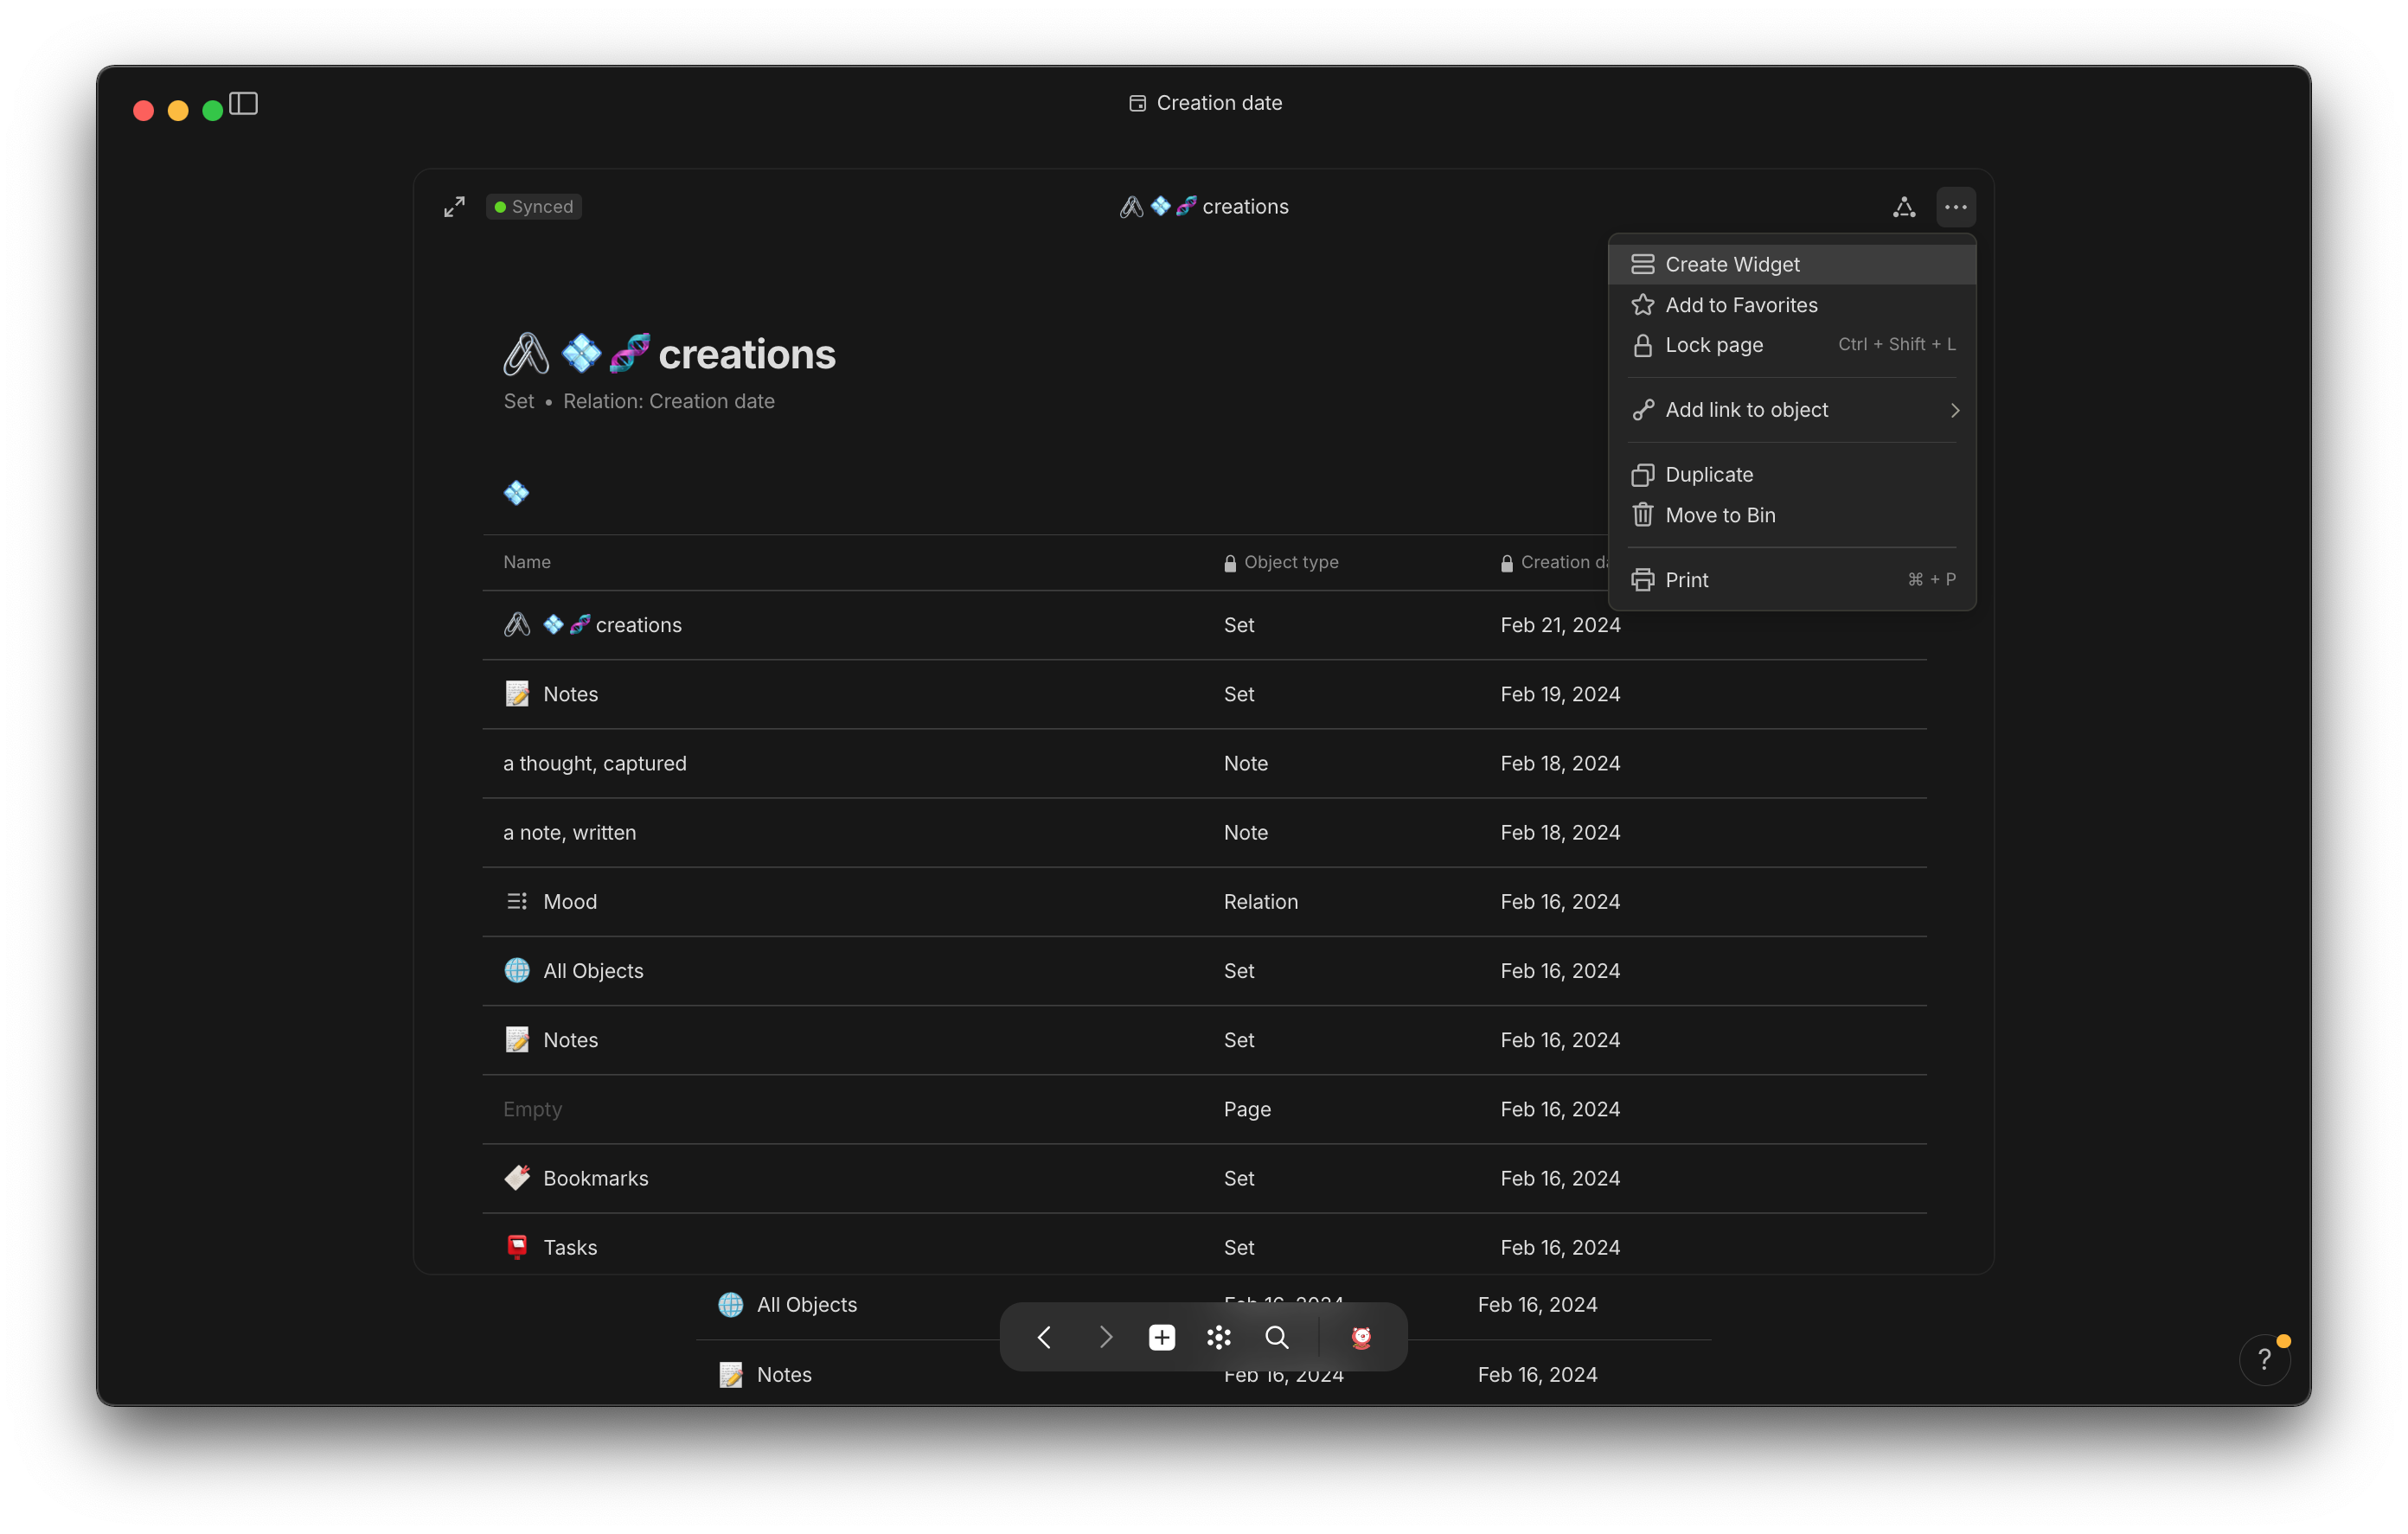 Creation date
Synced
creations
Create Widget
Add to Favorites
Lock page Ctrl + Shift + L
Add link to object
Duplicate
Move to Bin
Print ⌘ + P
creations
Set • Relation: Creation date
Name Object type Creation
creations Set Feb 21, 2024
Notes Set Feb 19, 2024
a thought, captured Note Feb 18, 2024
a note, written Note Feb 18, 2024
Mood Relation Feb 16, 2024
All Objects Set Feb 16, 2024
Notes Set Feb 16, 2024
Empty Page Feb 16, 2024
Bookmarks Set Feb 16, 2024
Tasks Set Feb 16, 2024
All Objects Feb 16, 2024 Feb 16, 2024
Notes Feb 16, 2024 Feb 16, 2024
?